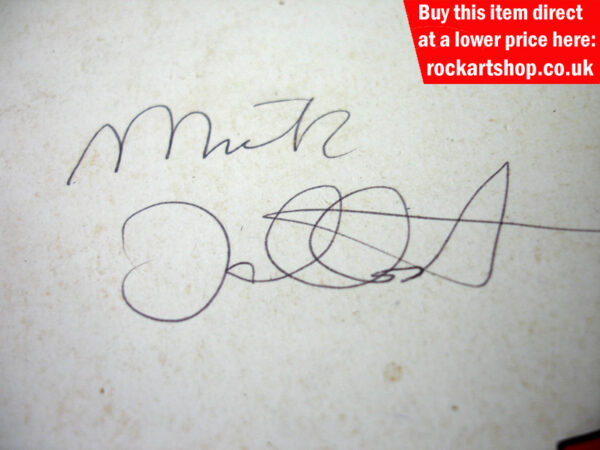 Buy this item direct
at a lower price here:
rockartshop.co.uk
Mick